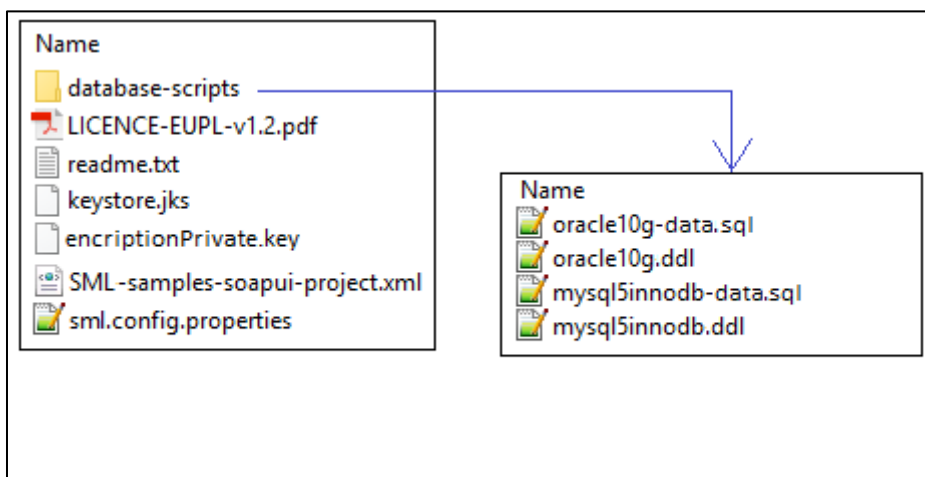 Name
database-scripts
LICENCE-EUPL-v1.2.pdf
readme.txt
keystore.jks
encriptionPrivate.key
SML-samples-soapui-project.xml
sml.config.properties
Name
oracle10g-data.sql
oracle10g.ddl
mysql5innodb-data.sql
mysql5innodb.ddl